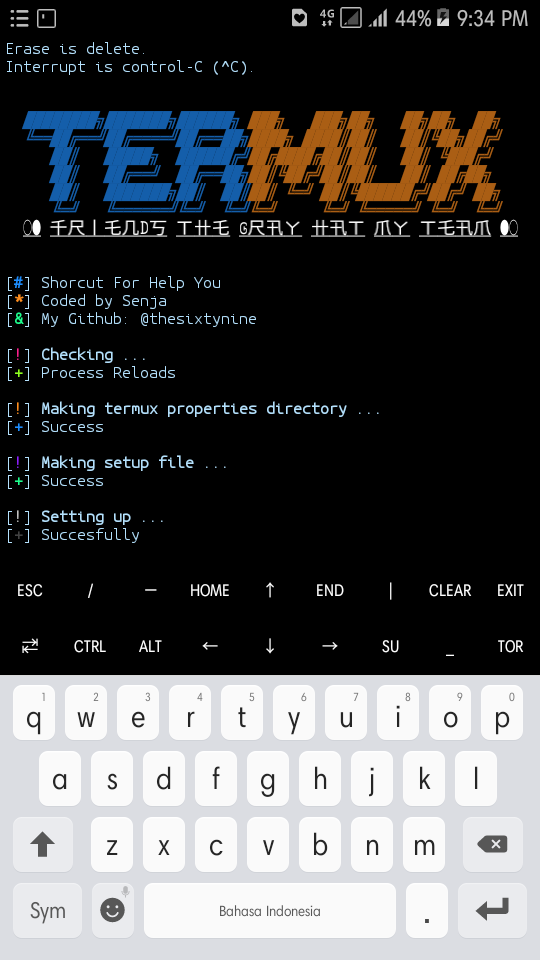 4G 44% 9:34 PM
Erase is delete.
Interrupt is control-C (^C).
TERMUX
FRIENDS THE GRAY HAT MY TEAM
[#] Shorcut For Help You
[*] Coded by Senja
[&] My Github: @thesixtynine
[!] Checking ...
[+] Process Reloads
[!] Making termux properties directory ...
[+] Success
[!] Making setup file ...
[+] Success
[!] Setting up ...
[+] Succesfully
ESC / — HOME ↑ END | CLEAR EXIT
⇄ CTRL ALT ← ↓ → SU _ TOR
1 2 3 4 5 6 7 8 9 0
q w e r t y u i o p
a s d f g h j k l
z x c v b n m
Sym Bahasa Indonesia .